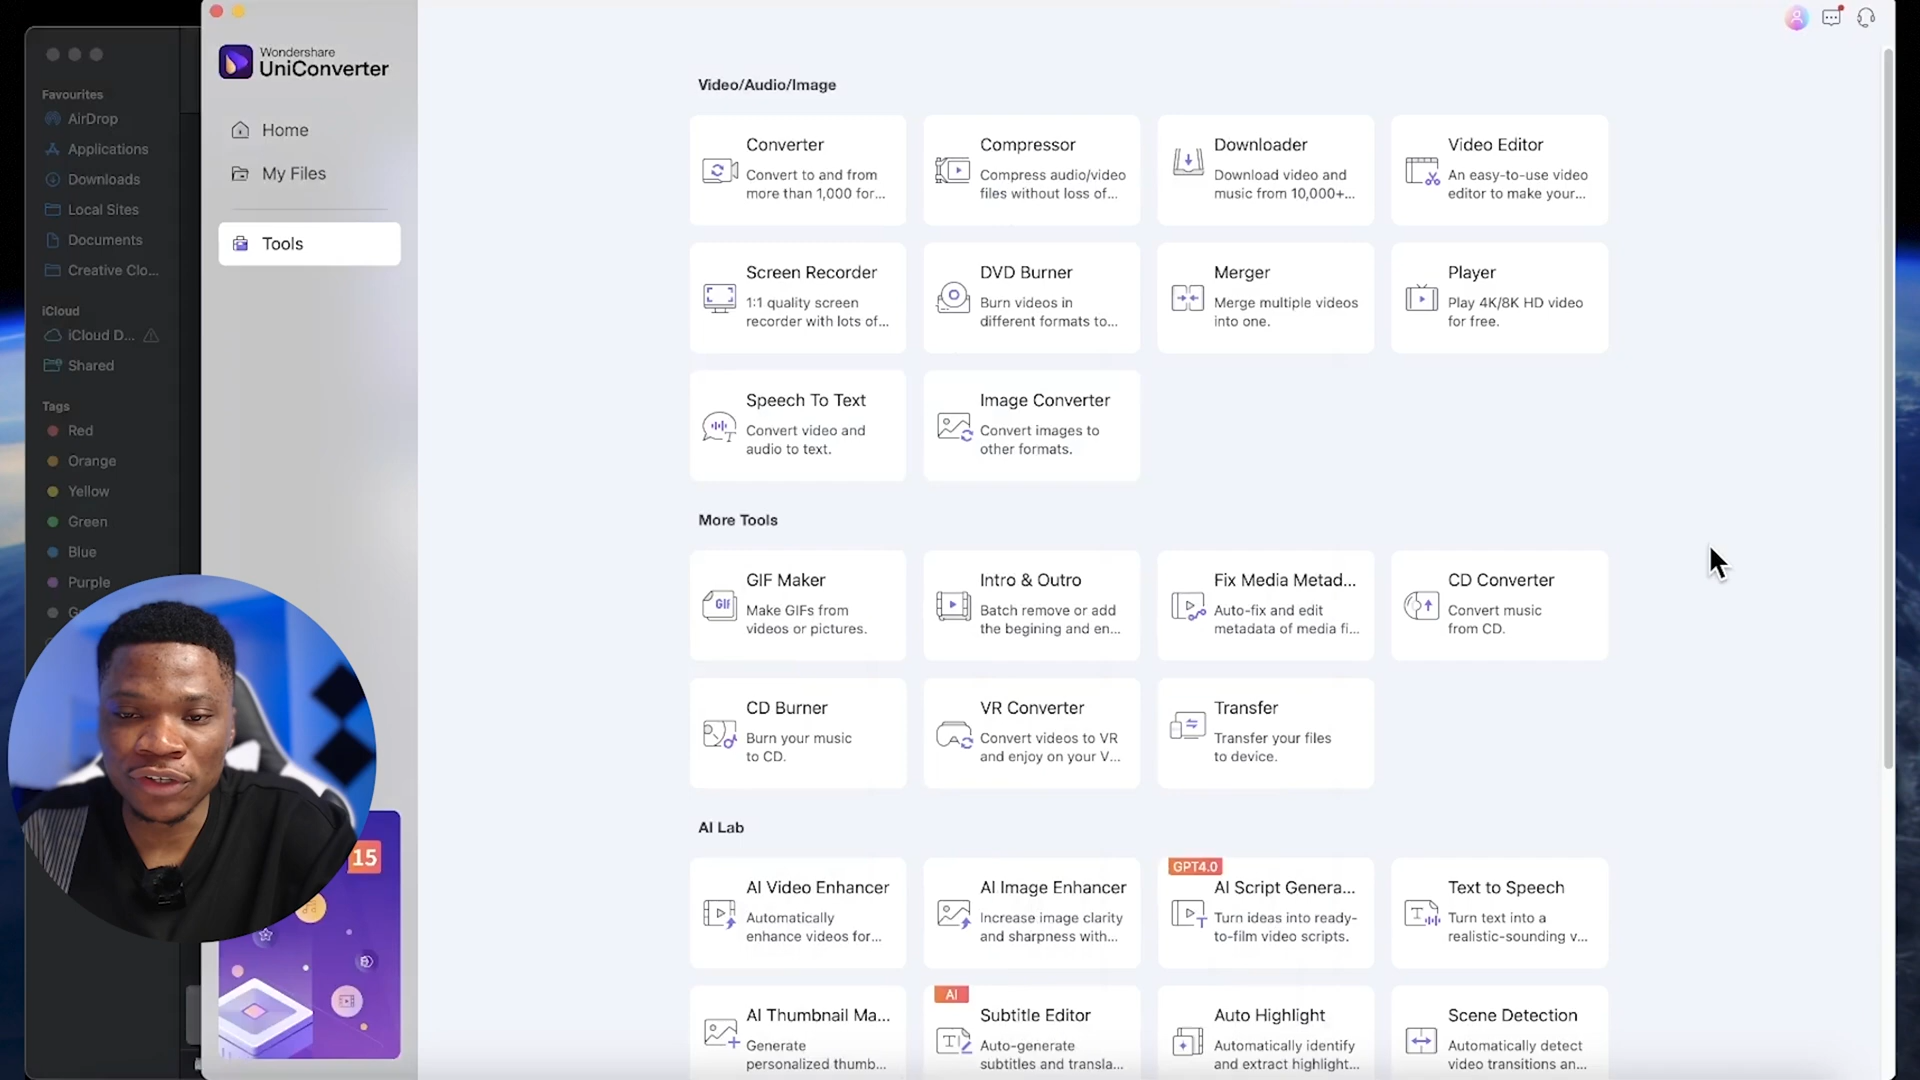 Favourites
AirDrop
Applications
Downloads
Local Sites
Documents
Creative Clo...
iCloud
iCloud D...
Shared
Tags
Red
Orange
Yellow
Green
Blue
Purple
Wondershare
UniConverter
Home
My Files
Tools
15
Video/Audio/Image
Converter
Convert to and from
more than 1,000 for...
Compressor
Compress audio/video
files without loss of...
Downloader
Download video and
music from 10,000+...
Video Editor
An easy-to-use video
editor to make your...
Screen Recorder
1:1 quality screen
recorder with lots of...
DVD Burner
Burn videos in
different formats to...
Merger
Merge multiple videos
into one.
Player
Play 4K/8K HD video
for free.
Speech To Text
Convert video and
audio to text.
Image Converter
Convert images to
other formats.
More Tools
GIF
GIF Maker
Make GIFs from
videos or pictures.
Intro & Outro
Batch remove or add
the begining and en...
Fix Media Metad...
Auto-fix and edit
metadata of media fi...
CD Converter
Convert music
from CD.
CD Burner
Burn your music
to CD.
VR Converter
Convert videos to VR
and enjoy on your V...
Transfer
Transfer your files
to device.
AI Lab
AI Video Enhancer
Automatically
enhance videos for...
AI Image Enhancer
Increase image clarity
and sharpness with...
GPT4.0
AI Script Genera...
Turn ideas into ready-
to-film video scripts.
Text to Speech
Turn text into a
realistic-sounding v...
AI Thumbnail Ma...
Generate
personalized thumb...
AI
Subtitle Editor
Auto-generate
subtitles and transla...
Auto Highlight
Automatically identify
and extract highlight...
Scene Detection
Automatically detect
video transitions an...